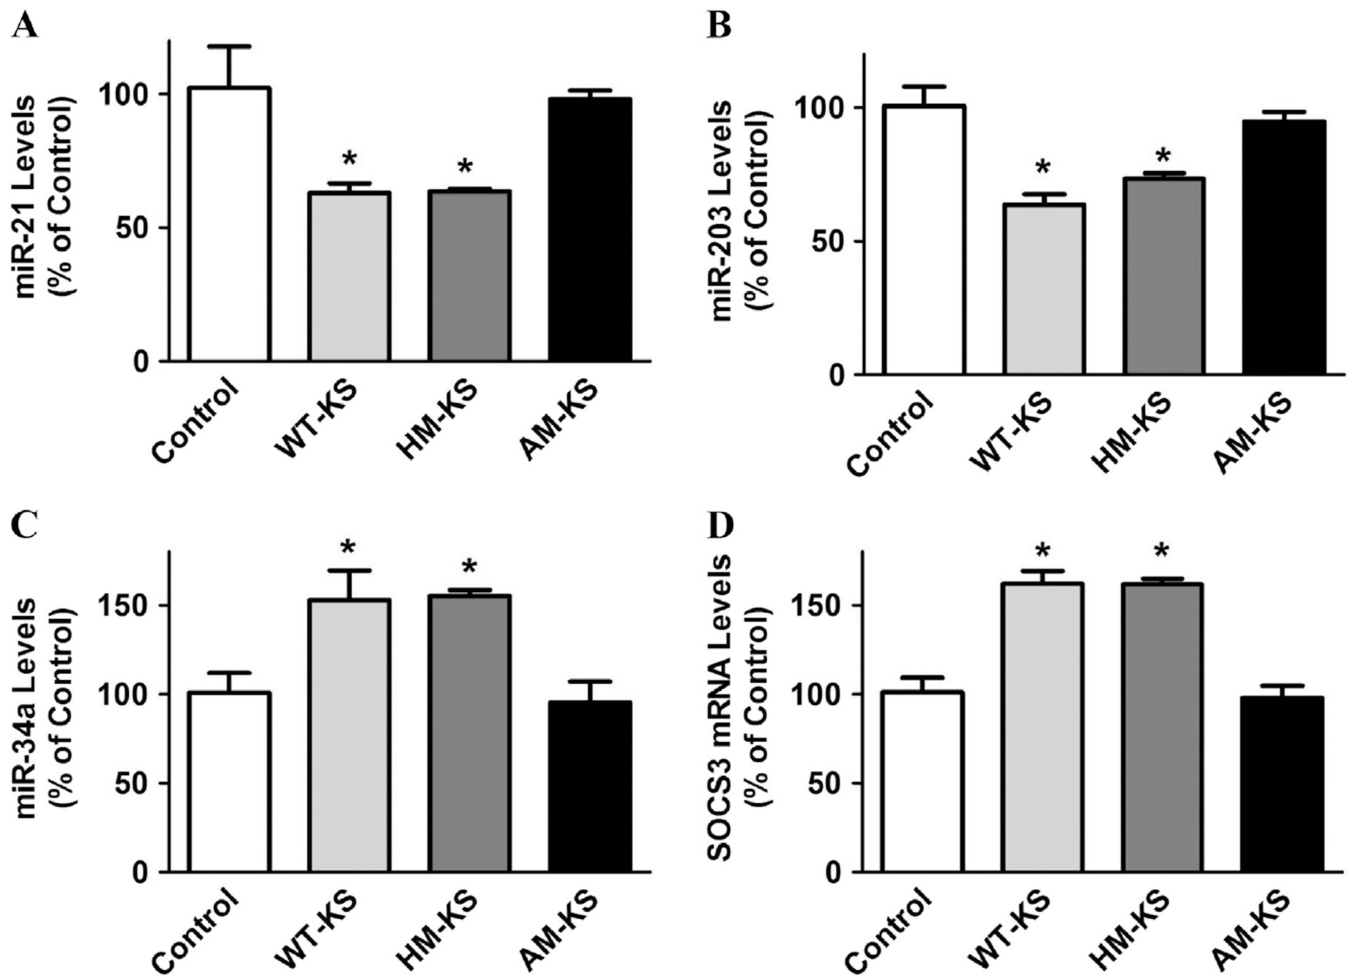 A
miR-21 Levels
(% of Control)
100
50
0
*
*
Control
WT-KS
HM-KS
AM-KS
B
miR-203 Levels
(% of Control)
100
50
0
*
*
Control
WT-KS
HM-KS
AM-KS
C
miR-34a Levels
(% of Control)
150
100
50
0
*
*
Control
WT-KS
HM-KS
AM-KS
D
SOCS3 mRNA Levels
(% of Control)
150
100
50
0
*
*
Control
WT-KS
HM-KS
AM-KS